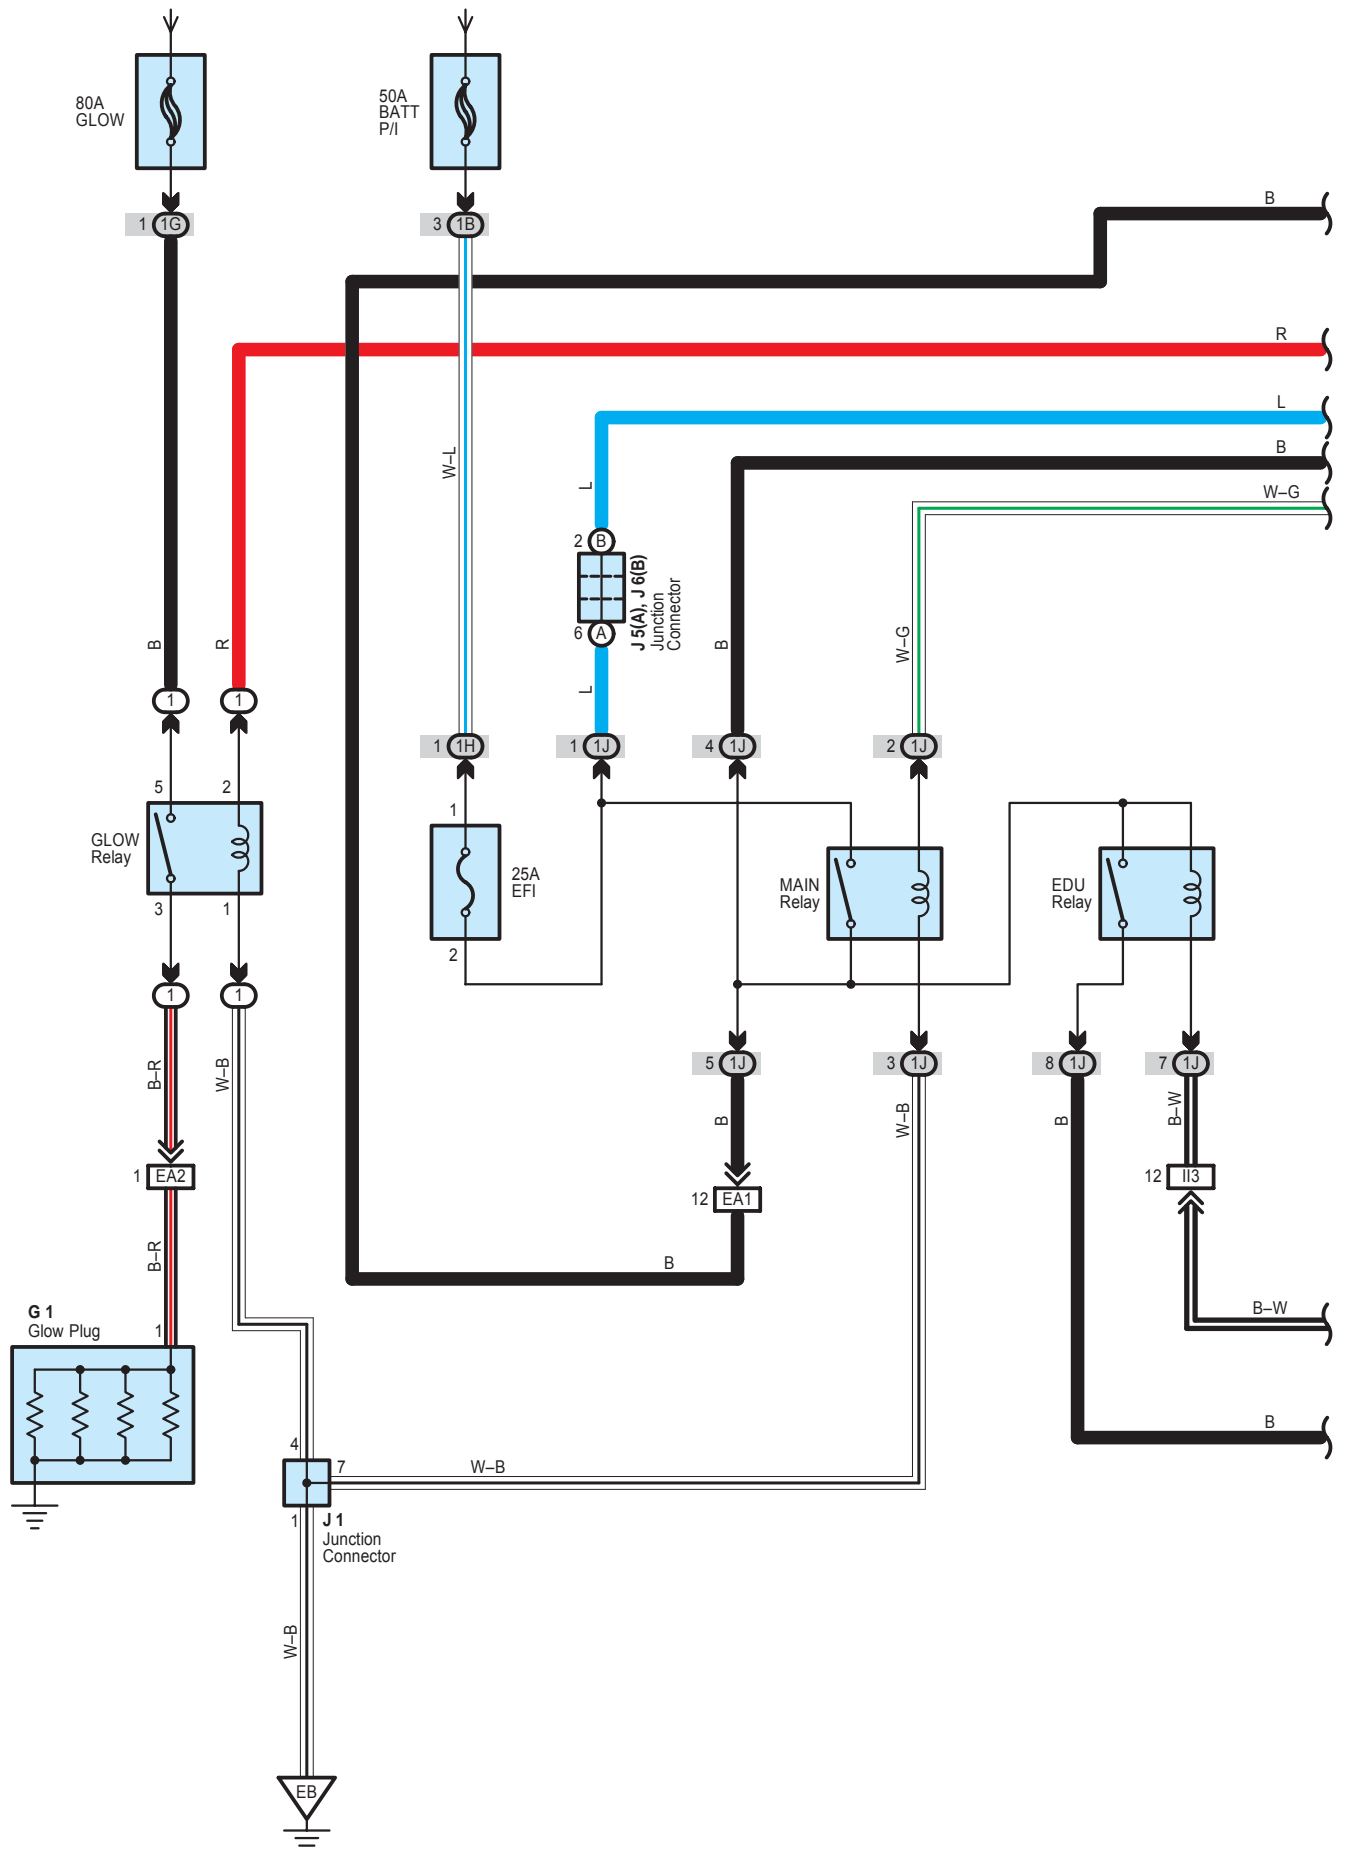 80A
GLOW
50A
BATT
P/I
1 1G
3 1B
B
R
L
B
W–G
W–L
L
2 B
J 5(A), J 6(B)
Junction
Connector
6 A
B
R
L
B
W–G
1
1
1 1H
1 1J
4 1J
2 1J
5
2
GLOW
Relay
3
1
1
25A
EFI
2
MAIN
Relay
EDU
Relay
1
1
5 1J
3 1J
8 1J
7 1J
B–R
W–B
B
W–B
B
B–W
1 EA2
12 EA1
12 II3
B–R
B
B–W
G 1
Glow Plug
1
B
4
7
W–B
1
J 1
Junction
Connector
W–B
EB